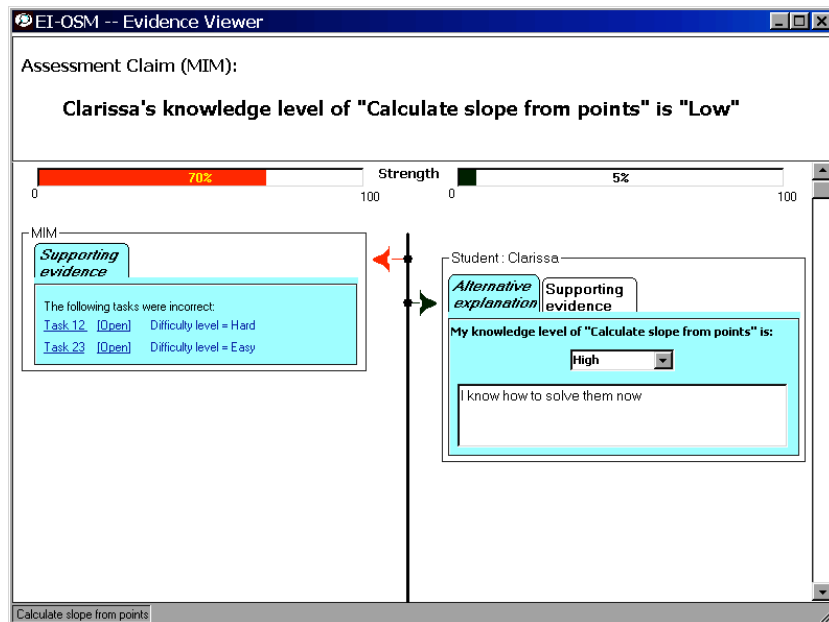 EI-OSM -- Evidence Viewer
Assessment Claim (MIM):
Clarissa's knowledge level of "Calculate slope from points" is "Low"
70% Strength 5%
0 100 0 100
MIM
Supporting
evidence
The following tasks were incorrect:
Task 12 [Open] Difficulty level = Hard
Task 23 [Open] Difficulty level = Easy
Student : Clarissa
Alternative Supporting
explanation evidence
My knowledge level of "Calculate slope from points" is:
High
I know how to solve them now
Calculate slope from points